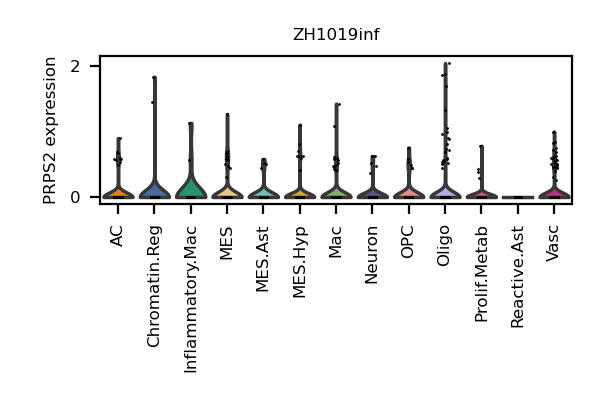 ZH1019inf
PRPS2 expression
2
0
AC
Chromatin.Reg
Inflammatory.Mac
MES
MES.Ast
MES.Hyp
Mac
Neuron
OPC
Oligo
Prolif.Metab
Reactive.Ast
Vasc